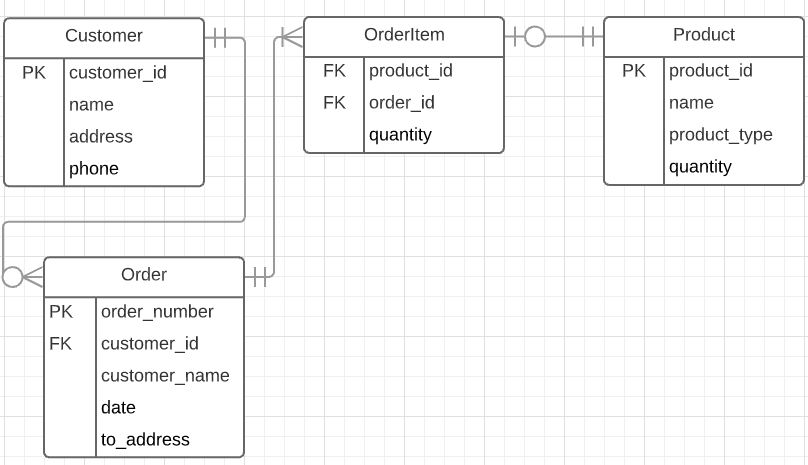 Customer
PK customer_id
name
address
phone
OrderItem
FK product_id
FK order_id
quantity
Product
PK product_id
name
product_type
quantity
Order
PK order_number
FK customer_id
customer_name
date
to_address